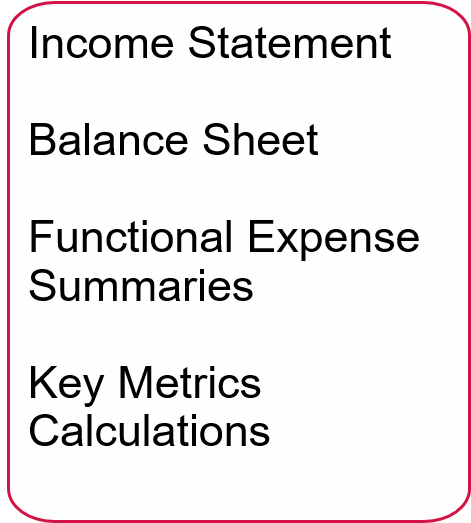 Income Statement
Balance Sheet
Functional Expense
Summaries
Key Metrics
Calculations